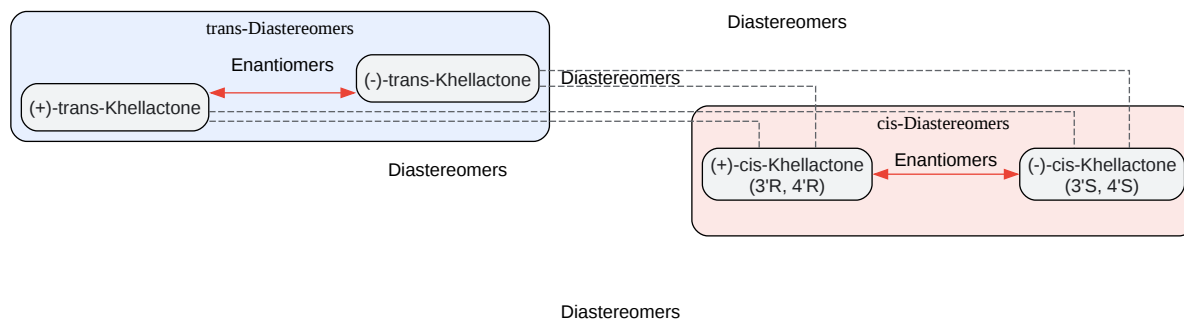 trans-Diastereomers
Diastereomers
Enantiomers
(-)-trans-Khellactone
Diastereomers
(+)-trans-Khellactone
cis-Diastereomers
Diastereomers
(+)-cis-Khellactone
(3'R, 4'R)
Enantiomers
(-)-cis-Khellactone
(3'S, 4'S)
Diastereomers